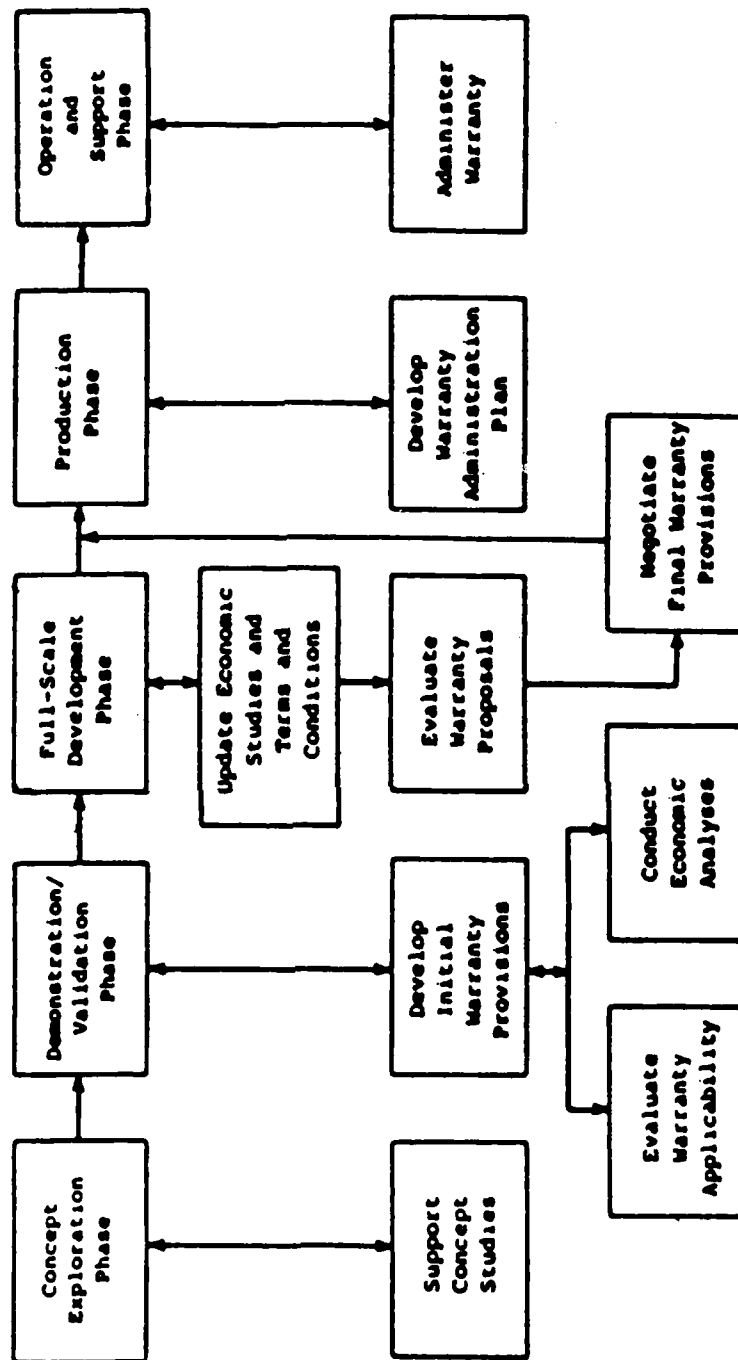 Concept
Exploration
Phase
Demonstration/
Validation
Phase
Full-Scale
Development
Phase
Production
Phase
Operation
and
Support
Phase
Update Economic
Studies and
Terms and
Conditions
Support
Concept
Studies
Develop
Initial
Warranty
Provisions
Evaluate
Warranty
Proposals
Develop
Warranty
Administration
Plan
Administer
Warranty
Evaluate
Warranty
Applicability
Conduct
Economic
Analyses
Negotiate
Final Warranty
Provisions